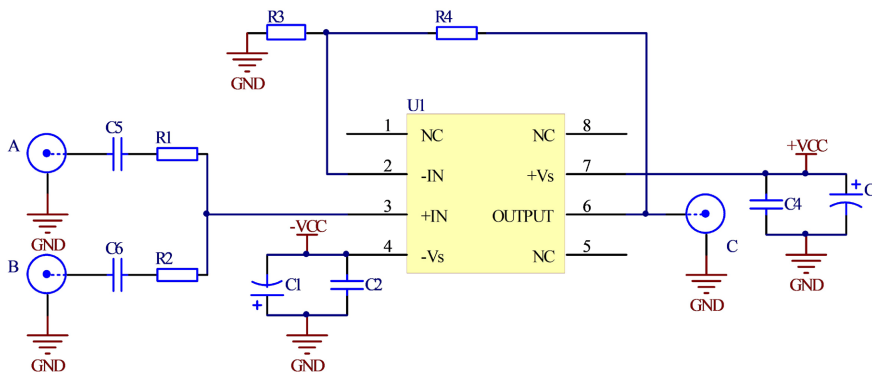 R3
R4
GND
U1
1 NC
NC 8
2 -IN
+Vs 7
3 +IN
OUTPUT 6
4 -Vs
NC 5
A
C5
R1
GND
B
C6
R2
GND
-VCC
C1
C2
GND
C
GND
+VCC
C4
C
GND